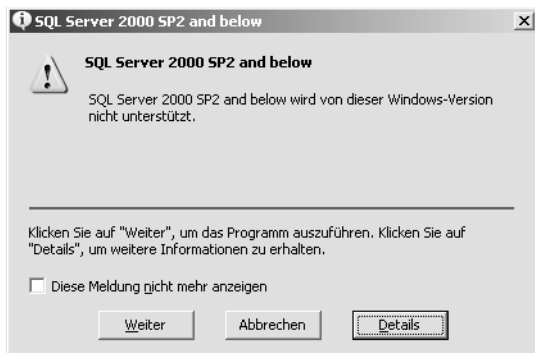 SQL Server 2000 SP2 and below
SQL Server 2000 SP2 and below
SQL Server 2000 SP2 and below wird von dieser Windows-Version
nicht unterstützt.
Klicken Sie auf "Weiter", um das Programm auszuführen. Klicken Sie auf
"Details", um weitere Informationen zu erhalten.
Diese Meldung nicht mehr anzeigen
Weiter
Abbrechen
Details